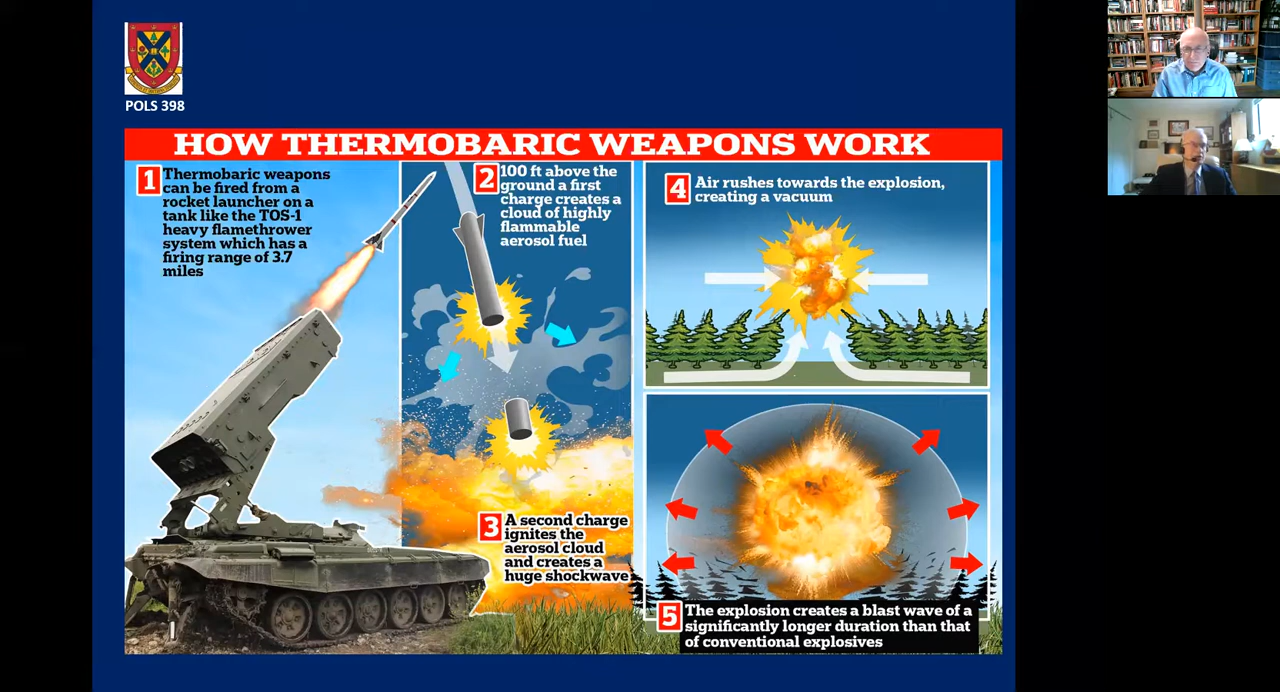 POLS 398
HOW THERMOBARIC WEAPONS WORK
1
Thermobaric weapons
can be fired from a
rocket launcher on a
tank like the TOS-1
heavy flamethrower
system which has a
firing range of 3.7
miles
2
100 ft above the
ground a first
charge creates a
cloud of highly
flammable
aerosol fuel
3
A second charge
ignites the
aerosol cloud
and creates a
huge shockwave
4
Air rushes towards the explosion,
creating a vacuum
5
The explosion creates a blast wave of a
significantly longer duration than that
of conventional explosives